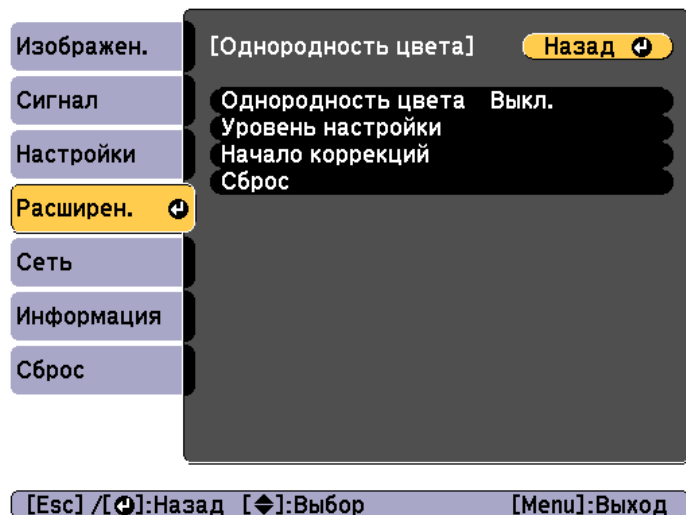 Изображен.
Сигнал
Настройки
Расширен.
Сеть
Информация
Сброс
[Однородность цвета] Назад
Однородность цвета Выкл.
Уровень настройки
Начало коррекций
Сброс
[Esc] /[]:Назад []:Выбор [Menu]:Выход